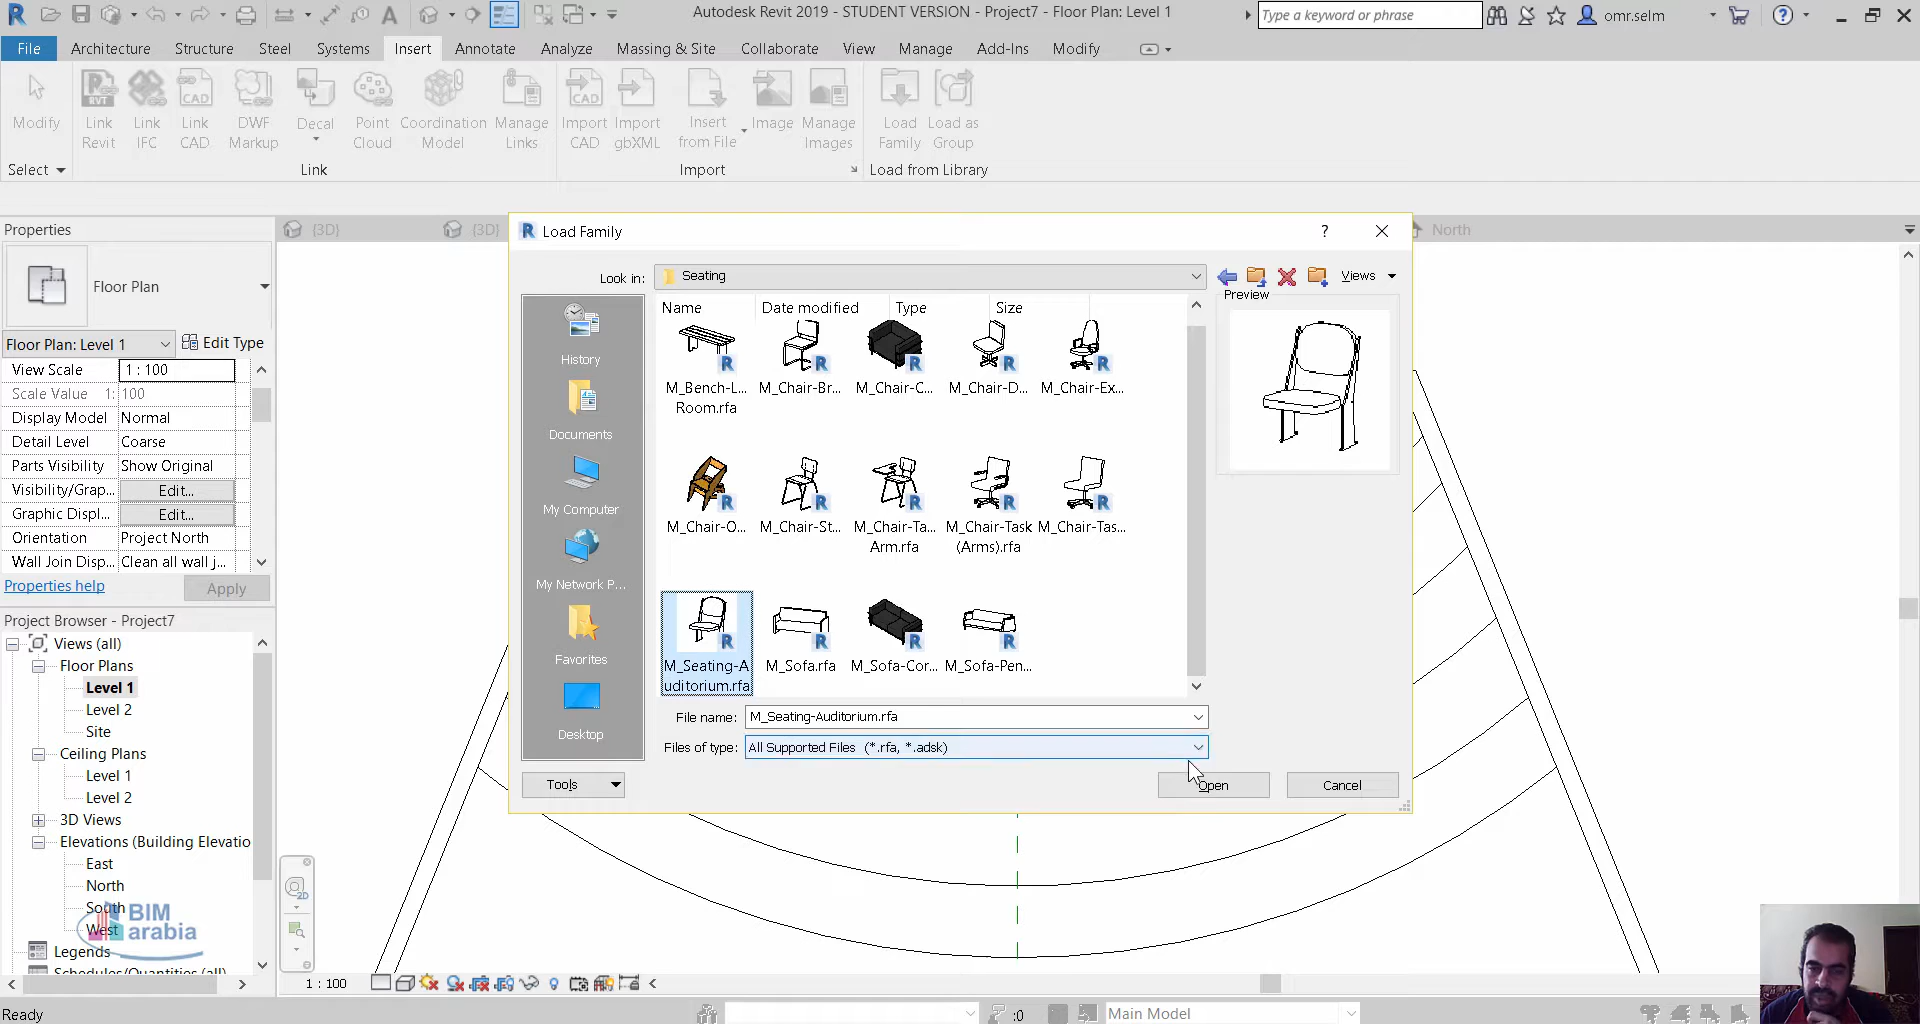 Autodesk Revit 2019 - STUDENT VERSION - Project7 - Floor Plan: Level 1
Type a keyword or phrase
omr.selm
File Architecture Structure Steel Systems Insert Annotate Analyze Massing & Site Collaborate View Manage Add-Ins Modify
Modify
Link Revit
Link IFC
Link CAD
DWF Markup
Decal
Point Cloud
Coordination Model
Manage Links
Import CAD
Import gbXML
Insert from File
Image
Manage Images
Load Family
Load as Group
Select
Link
Import
Load from Library
Properties
{3D}
{3D}
North
Floor Plan
Floor Plan: Level 1
Edit Type
View Scale 1 : 100
Scale Value 1: 100
Display Model Normal
Detail Level Coarse
Parts Visibility Show Original
Visibility/Grap... Edit...
Graphic Displ... Edit...
Orientation Project North
Wall Join Disp... Clean all wall j...
Properties help
Apply
Project Browser - Project7
Views (all)
Floor Plans
Level 1
Level 2
Site
Ceiling Plans
Level 1
Level 2
3D Views
Elevations (Building Elevatio
East
North
South
West
Legends
Schedules/Quantities (all)
BIM
arabia
Load Family
?
Look in:
Seating
Views
Preview
History
Documents
My Computer
My Network P...
Favorites
Desktop
Name Date modified Type Size
M_Bench-L... Room.rfa
M_Chair-Br...
M_Chair-C...
M_Chair-D...
M_Chair-Ex...
M_Chair-O...
M_Chair-St...
M_Chair-Ta... Arm.rfa
M_Chair-Task (Arms).rfa
M_Chair-Tas...
M_Seating-A
uditorium.rfa
M_Sofa.rfa
M_Sofa-Cor...
M_Sofa-Pen...
File name: M_Seating-Auditorium.rfa
Files of type: All Supported Files (*.rfa, *.adsk)
Tools
Open
Cancel
1 : 100
Ready
:0
Main Model